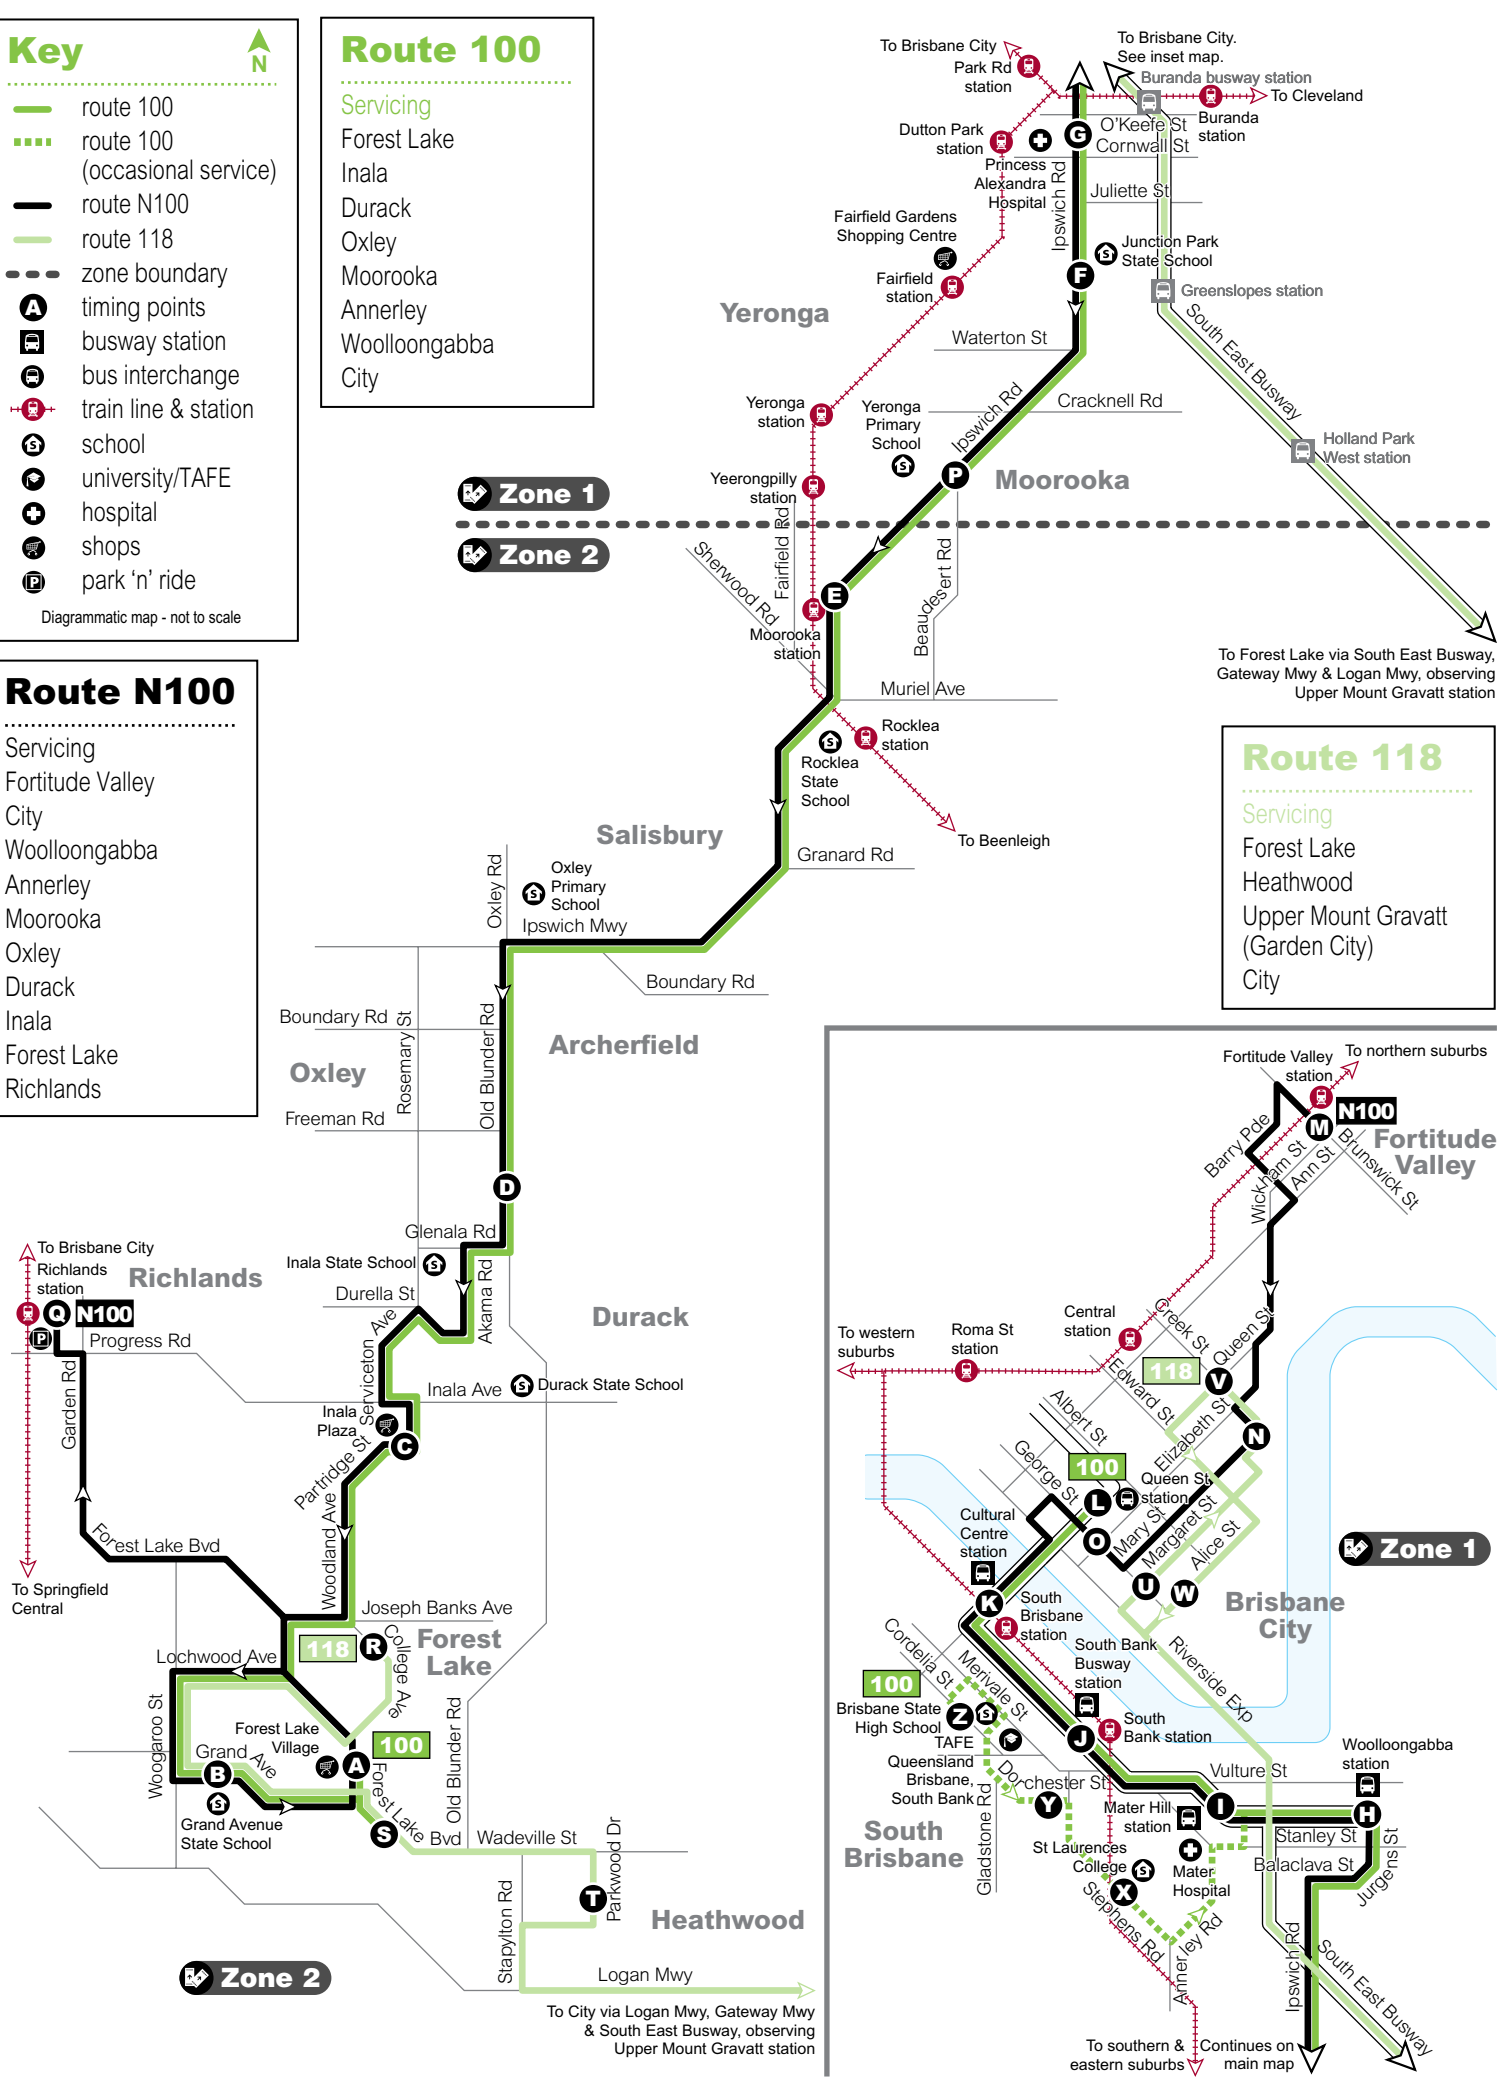 Key
N
route 100
route 100
(occasional service)
route N100
route 118
zone boundary
A
timing points
busway station
bus interchange
train line & station
S
school
university/TAFE
hospital
shops
P
park ‘n’ ride
Diagrammatic map - not to scale
Route 100
Servicing
Forest Lake
Inala
Durack
Oxley
Moorooka
Annerley
Woolloongabba
City
Route N100
Servicing
Fortitude Valley
City
Woolloongabba
Annerley
Moorooka
Oxley
Durack
Inala
Forest Lake
Richlands
To Brisbane City
Park Rd
station
To Brisbane City.
See inset map.
Buranda busway station
To Cleveland
Buranda
station
Dutton Park
station
G
O'Keefe St
Cornwall St
Princess
Alexandra
Hospital
Ipswich Rd
Juliette St
Fairfield Gardens
Shopping Centre
S
Junction Park
State School
Fairfield
station
F
Greenslopes station
Yeronga
South East Busway
Waterton St
Ipswich Rd
Cracknell Rd
Yeronga
station
Yeronga
Primary
School
S
Holland Park
West station
P
Moorooka
Yeerongpilly
station
Zone 1
Zone 2
Fairfield Rd
Sherwood Rd
Beaudesert Rd
E
Moorooka
station
Muriel Ave
To Forest Lake via South East Busway,
Gateway Mwy & Logan Mwy, observing
Upper Mount Gravatt station
Rocklea
station
S
Rocklea
State
School
To Beenleigh
Route 118
Servicing
Forest Lake
Heathwood
Upper Mount Gravatt
(Garden City)
City
Salisbury
Granard Rd
Oxley Rd
S
Oxley
Primary
School
Ipswich Mwy
Boundary Rd
Boundary Rd
Rosemary St
Old Blunder Rd
Archerfield
Oxley
Freeman Rd
D
Glenala Rd
Inala State School
S
Akama Rd
Durella St
Durack
To Brisbane City
Richlands
station
Richlands
Q
N100
P
Progress Rd
Garden Rd
Serviceton
Ave
Inala Ave
S
Durack State School
Inala
Plaza
C
Partridge St
Woodland Ave
Forest Lake Bvd
To Springfield
Central
Joseph Banks Ave
118
R
College Ave
Forest
Lake
Lochwood Ave
Woogaroo St
Forest Lake
Village
A
100
Grand Ave
B
S
Grand Avenue
State School
Forest Lake
Bvd
S
Old Blunder Rd
Wadeville St
Parkwood Dr
T
Stapylton Rd
Heathwood
Zone 2
Logan Mwy
To City via Logan Mwy, Gateway Mwy
& South East Busway, observing
Upper Mount Gravatt station
Fortitude Valley
station
To northern suburbs
N100
M
Fortitude
Valley
Barry Pde
Wickham St
Ann St
Brunswick St
Central
station
Roma St
station
To western
suburbs
Creek St
Queen St
118
V
Edward St
Elizabeth St
N
Albert St
George St
100
L
Queen St
station
Cultural
Centre
station
O
Mary St
Margaret St
Alice St
U
W
Zone 1
Brisbane
City
K
South
Brisbane
station
South Bank
Busway
station
Riverside Exp
Cordelia St
Merivale St
100
Brisbane State
High School
Z
S
TAFE
Queensland
Brisbane,
South Bank
J
South
Bank station
Dorchester St
Y
Gladstone Rd
South
Brisbane
Vulture St
Woolloongabba
station
I
H
Mater Hill
station
Stanley St
St Laurences
College
S
X
Mater
Hospital
Balaclava St
Jurgens St
Stephens Rd
Annerley Rd
Ipswich Rd
South East Busway
To southern &
eastern suburbs
Continues on
main map